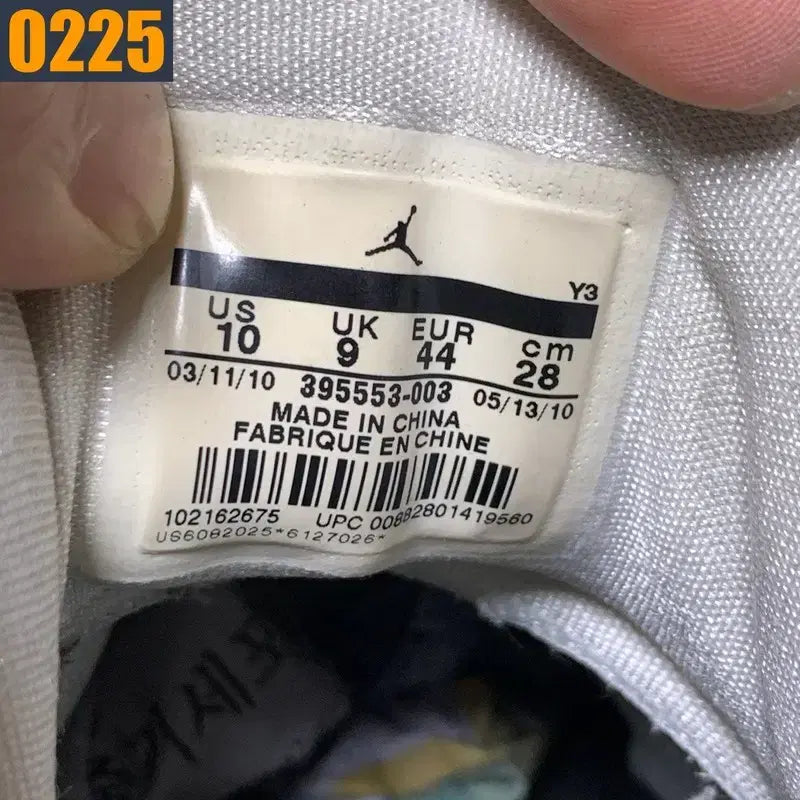 0225
Y3
US UK EUR cm
10 9 44 28
03/11/10 395553-003 05/13/10
MADE IN CHINA
FABRIQUE EN CHINE
102162675 UPC 00882801419560
US6082025*6127026*